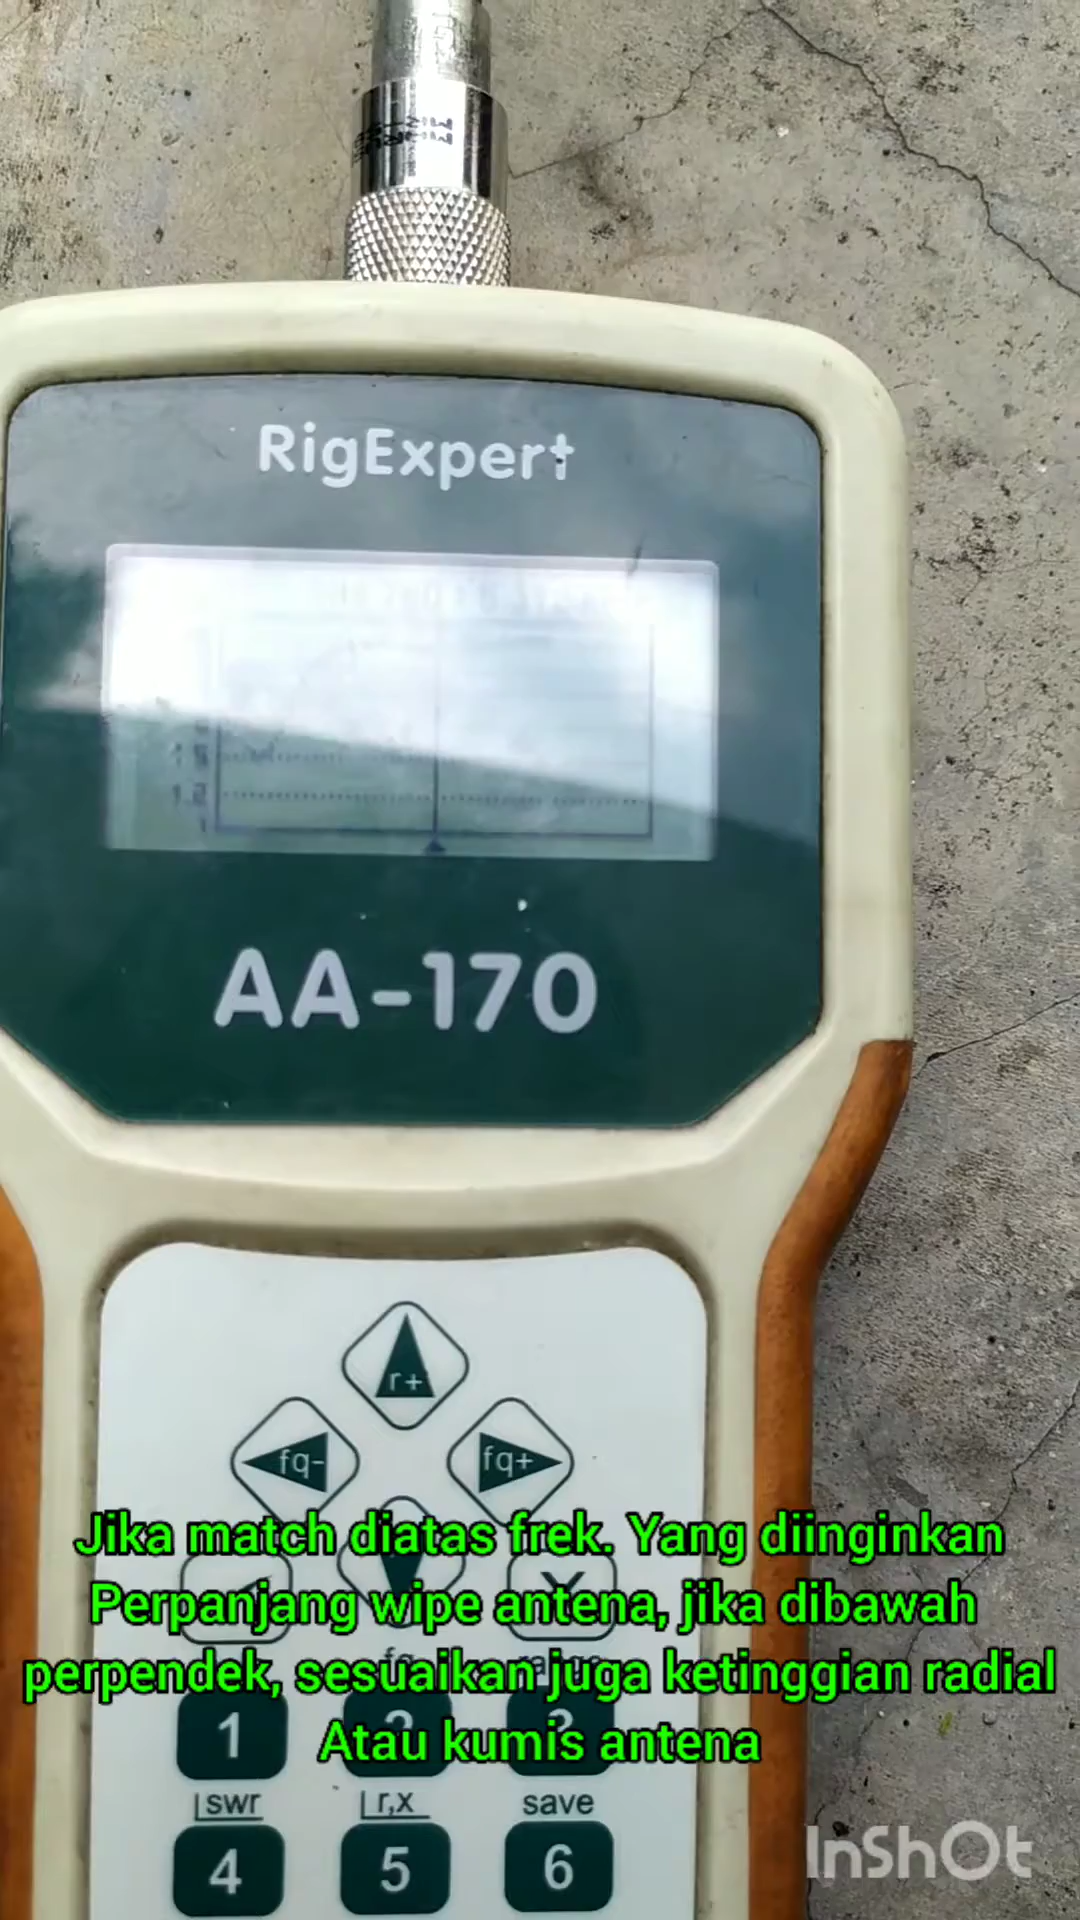 RigExpert
AA-170
r+
fq-
fq+
Jika match diatas frek. Yang diinginkan
Perpanjang wipe antena, jika dibawah
perpendek, sesuaikan juga ketinggian radial
Atau kumis antena
1
swr
r,x
save
4
5
6
InShOt